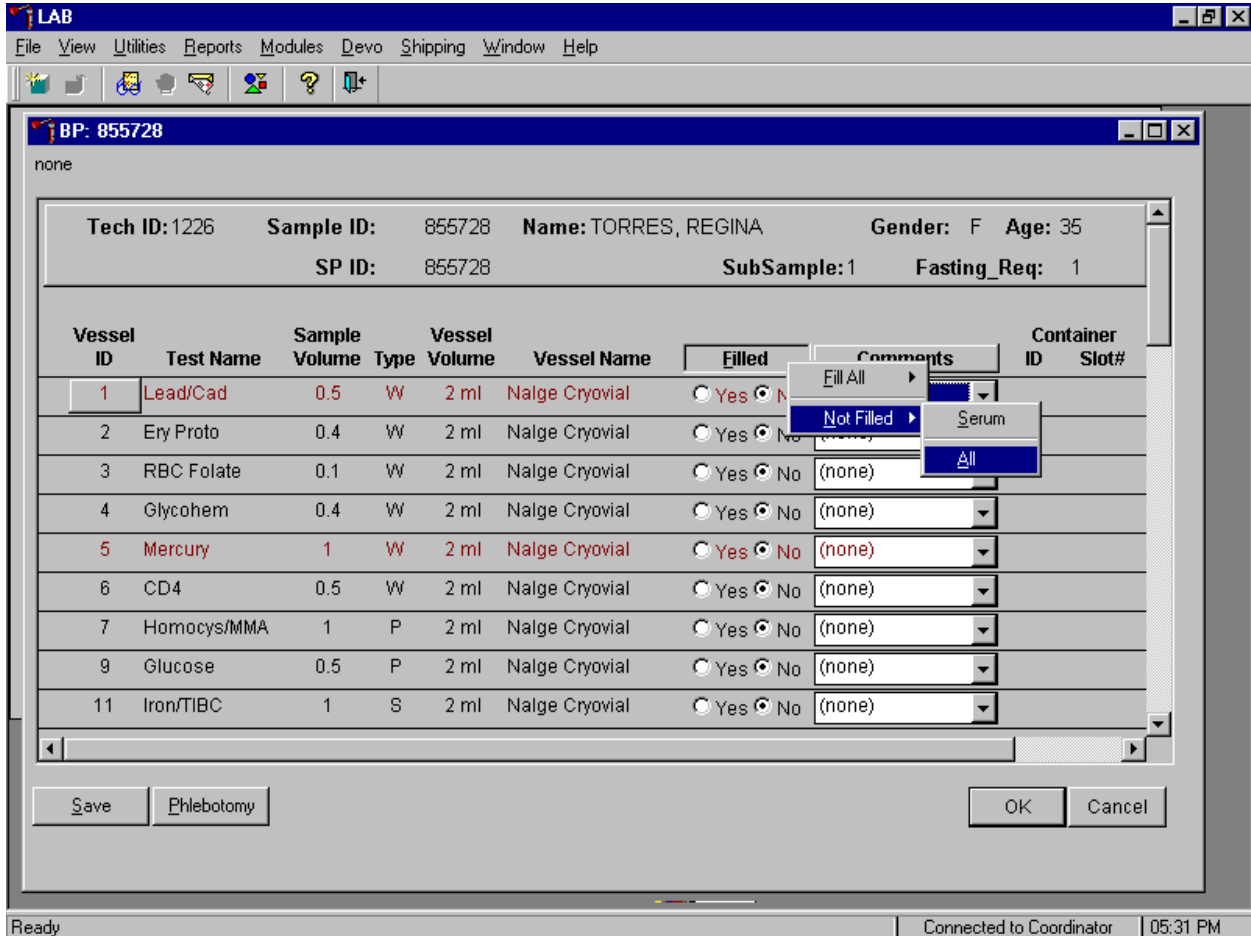 LAB
File View Utilities Reports Modules Devo Shipping Window Help
BP: 855728
none
Tech ID: 1226 Sample ID: 855728 Name: TORRES, REGINA Gender: F Age: 35
SP ID: 855728 SubSample: 1 Fasting_Req: 1
Vessel Sample Vessel Container
ID Test Name Volume Type Volume Vessel Name Filled Comments ID Slot#
Fill All
1 Lead/Cad 0.5 W 2 ml Nalge Cryovial Yes
Not Filled Serum
2 Ery Proto 0.4 W 2 ml Nalge Cryovial Yes No (none)
All
3 RBC Folate 0.1 W 2 ml Nalge Cryovial Yes No (none)
4 Glycohem 0.4 W 2 ml Nalge Cryovial Yes No (none)
5 Mercury 1 W 2 ml Nalge Cryovial Yes No (none)
6 CD4 0.5 W 2 ml Nalge Cryovial Yes No (none)
7 Homocys/MMA 1 P 2 ml Nalge Cryovial Yes No (none)
9 Glucose 0.5 P 2 ml Nalge Cryovial Yes No (none)
11 Iron/TIBC 1 S 2 ml Nalge Cryovial Yes No (none)
Save Phlebotomy OK Cancel
Ready Connected to Coordinator 05:31 PM